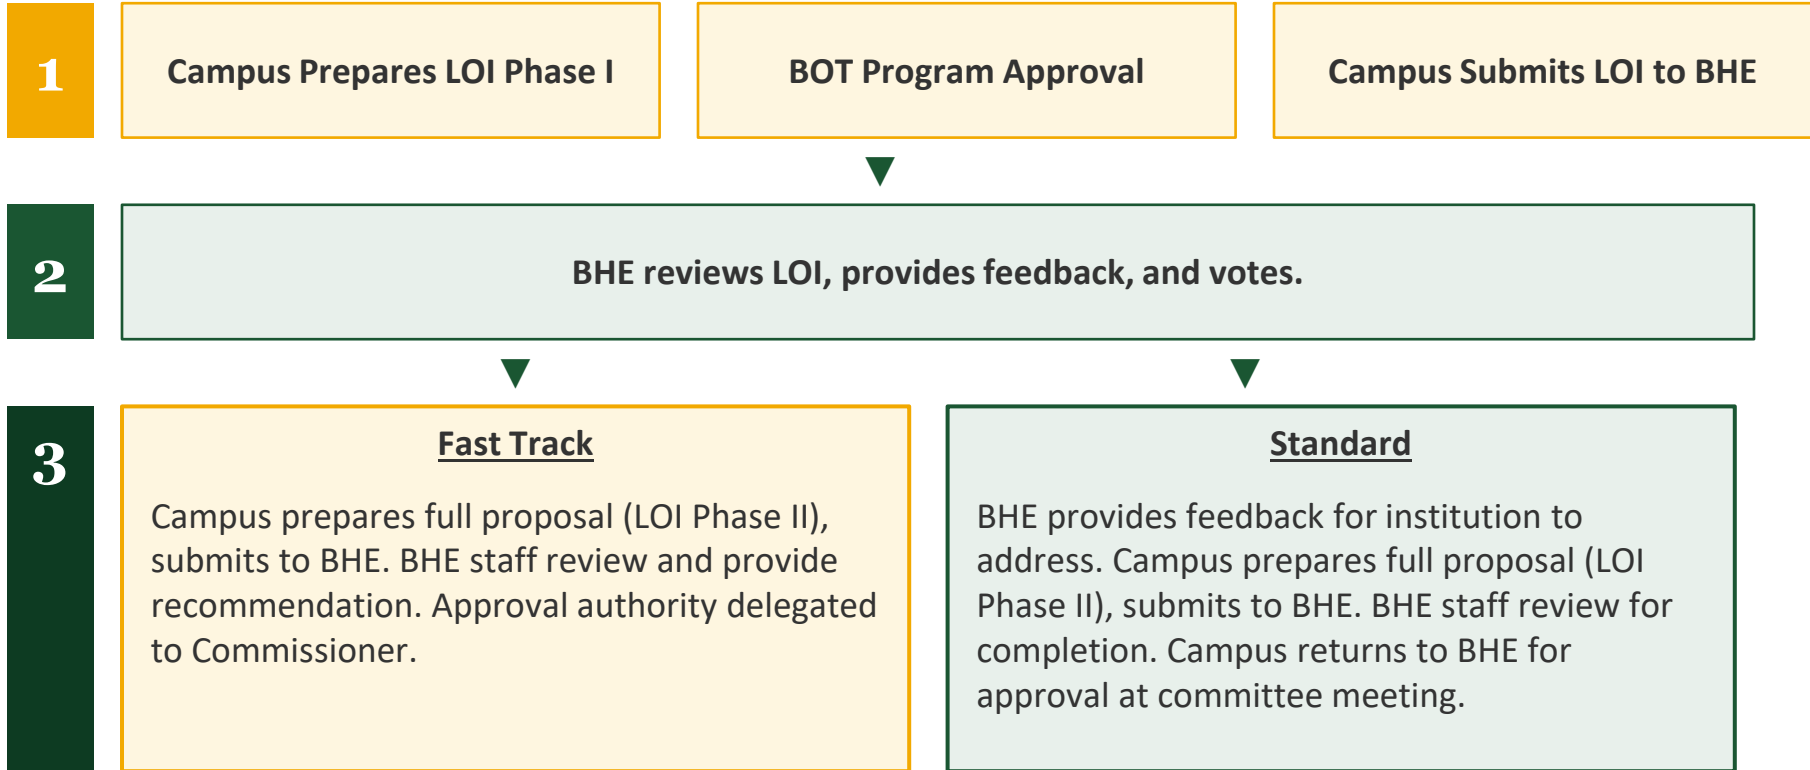 1
Campus Prepares LOI Phase I
BOT Program Approval
Campus Submits LOI to BHE
2
BHE reviews LOI, provides feedback, and votes.
3
Fast Track
Campus prepares full proposal (LOI Phase II),
submits to BHE. BHE staff review and provide
recommendation. Approval authority delegated
to Commissioner.
Standard
BHE provides feedback for institution to
address. Campus prepares full proposal (LOI
Phase II), submits to BHE. BHE staff review for
completion. Campus returns to BHE for
approval at committee meeting.